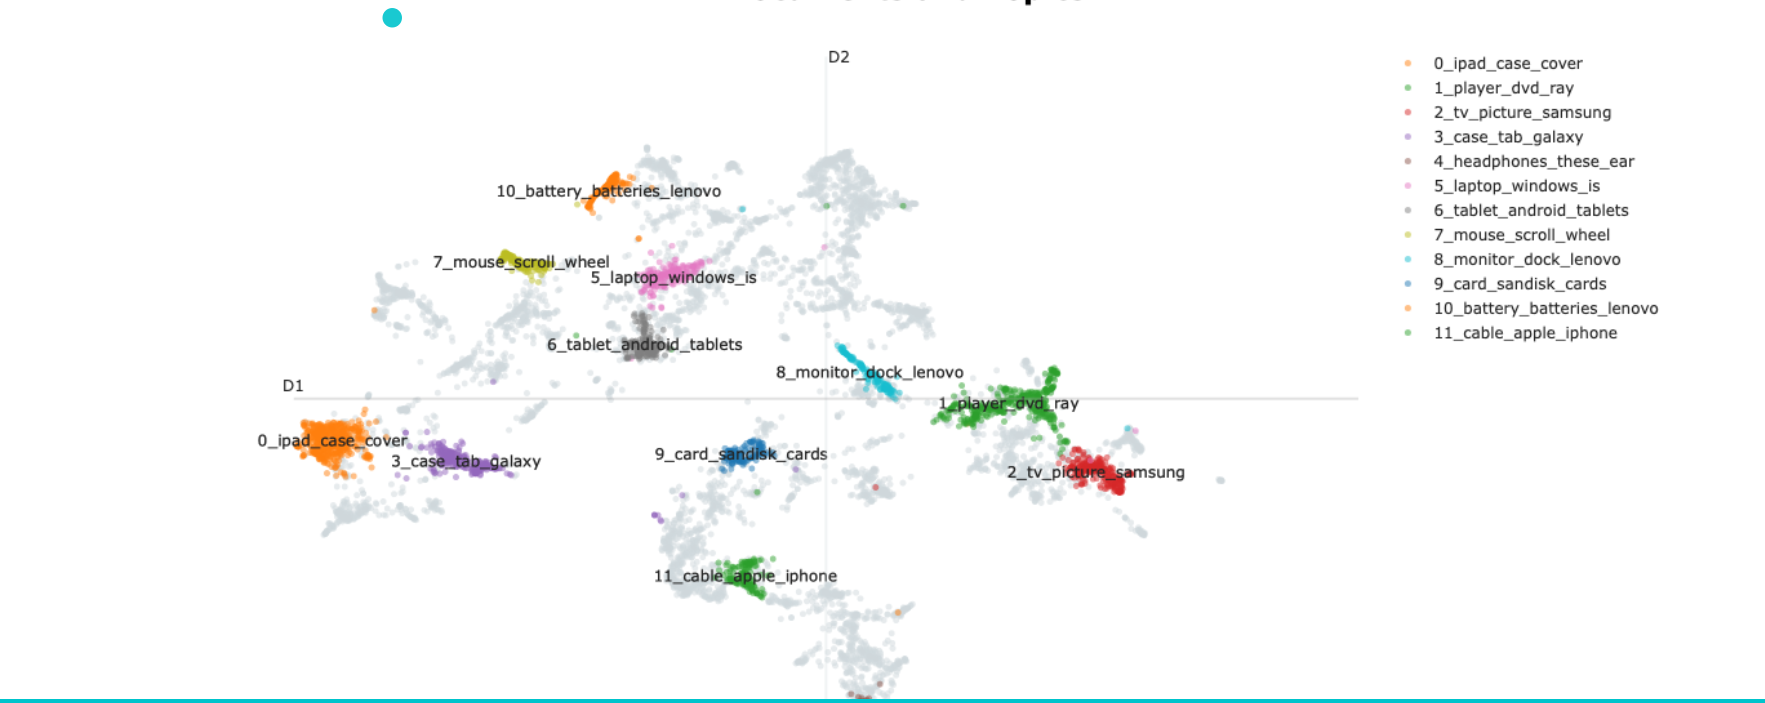 D2
10_battery_batteries_lenovo
7_mouse_scroll_wheel
5_laptop_windows_is
6_tablet_android_tablets
8_monitor_dock_lenovo
D1
1_player_dvd_ray
0_ipad_case_cover
3_case_tab_galaxy
9_card_sandisk_cards
2_tv_picture_samsung
11_cable_apple_iphone
0_ipad_case_cover
1_player_dvd_ray
2_tv_picture_samsung
3_case_tab_galaxy
4_headphones_these_ear
5_laptop_windows_is
6_tablet_android_tablets
7_mouse_scroll_wheel
8_monitor_dock_lenovo
9_card_sandisk_cards
10_battery_batteries_lenovo
11_cable_apple_iphone